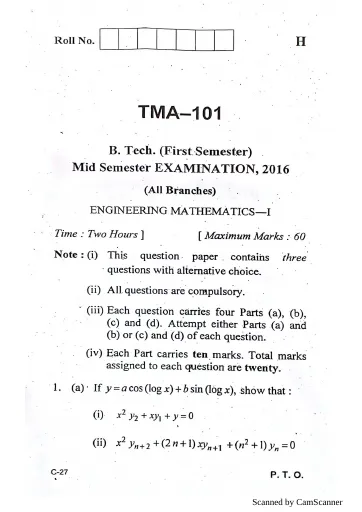 Roll No.
H
TMA–101
B. Tech. (First Semester)
Mid Semester EXAMINATION, 2016
(All Branches)
ENGINEERING MATHEMATICS—I
Time : Two Hours ] [ Maximum Marks : 60
Note : (i) This question paper contains three
questions with alternative choice.
(ii) All questions are compulsory.
(iii) Each question carries four Parts (a), (b),
(c) and (d). Attempt either Parts (a) and
(b) or (c) and (d) of each question.
(iv) Each Part carries ten marks. Total marks
assigned to each question are twenty.
1. (a) If y = a cos (log x) + b sin (log x), show that :
(i) x² y₂ + xy₁ + y = 0
(ii) x² yₙ₊₂ + (2n+1) xyₙ₊₁ + (n²+1) yₙ = 0
C-27
P. T. O.
Scanned by CamScanner